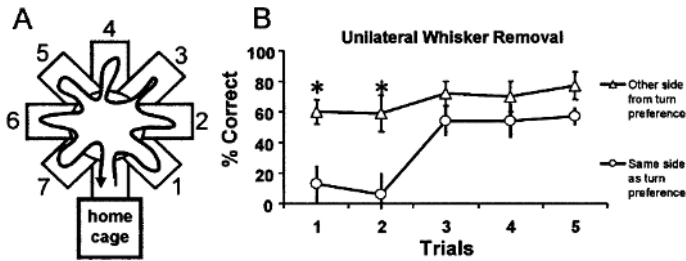 A
4
5
3
6
2
7
1
home
cage
B
Unilateral Whisker Removal
% Correct
100
80
60
40
20
0
*
*
1 2 3 4 5
Trials
Other side
from turn
preference
Same side
as turn
preference